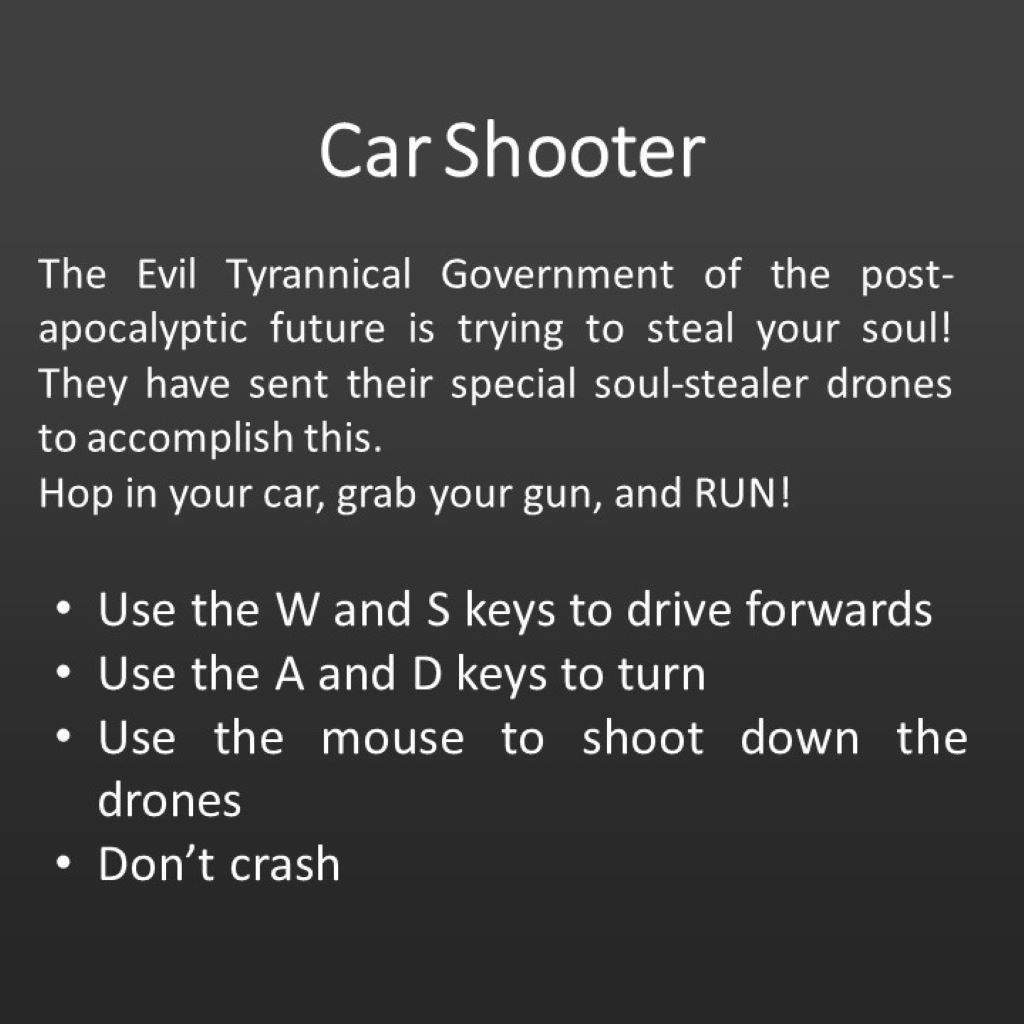 Car Shooter
The Evil Tyrannical Government of the post-
apocalyptic future is trying to steal your soul!
They have sent their special soul-stealer drones
to accomplish this.
Hop in your car, grab your gun, and RUN!
• Use the W and S keys to drive forwards
• Use the A and D keys to turn
• Use the mouse to shoot down the
drones
• Don’t crash